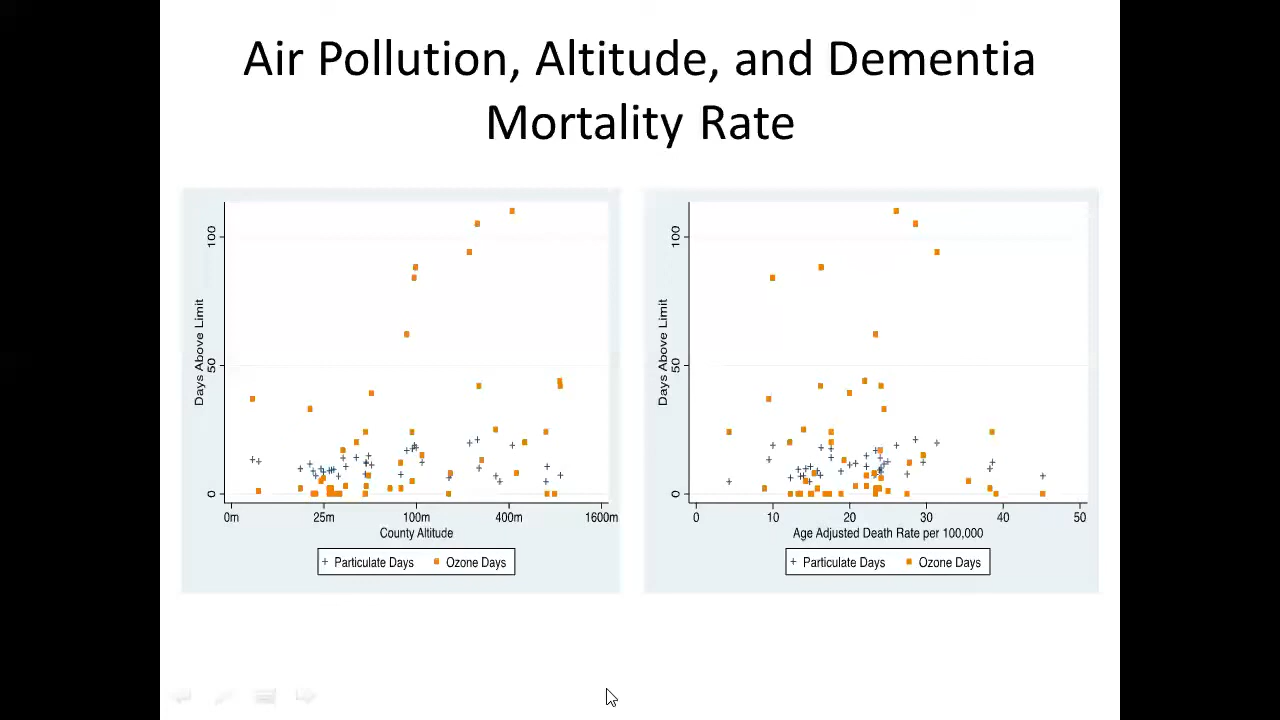 Air Pollution, Altitude, and Dementia
Mortality Rate
Days Above Limit
100
50
0
0m 25m 100m 400m 1600m
County Altitude
Particulate Days Ozone Days
Days Above Limit
100
50
0
0 10 20 30 40 50
Age Adjusted Death Rate per 100,000
Particulate Days Ozone Days